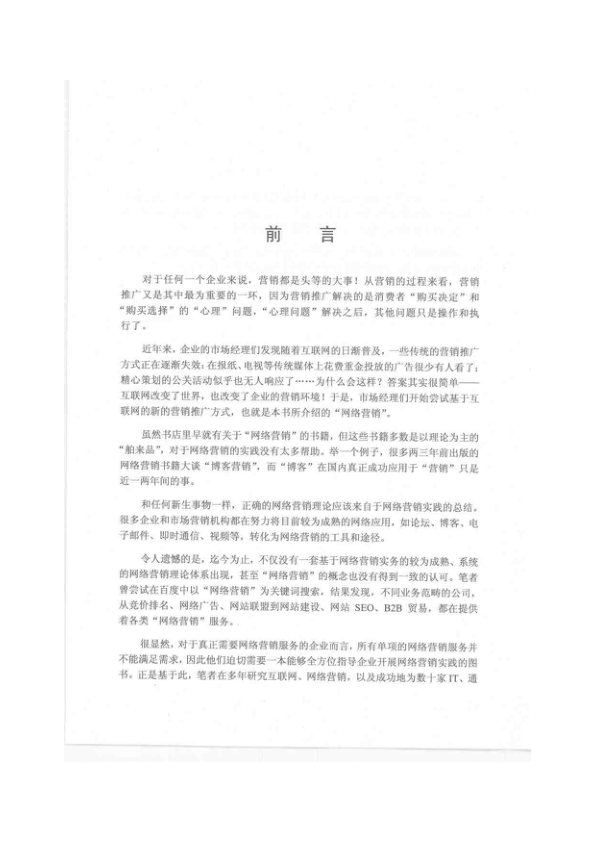 前 言
对于任何一个企业来说，营销都是头等的大事！从营销的过程来看，营销
推广又是其中最为重要的一环，因为营销推广解决的是消费者“购买决定”和
“购买选择”的“心理”问题，“心理问题”解决之后，其他问题只是操作和执
行了。
近年来，企业的市场经理们发现随着互联网的日渐普及，一些传统的营销推广
方式正在逐渐失效：在报纸、电视等传统媒体上花费重金投放的广告很少有人看了；
精心策划的公关活动似乎也无人响应了……为什么会这样？答案其实很简单——
互联网改变了世界，也改变了企业的营销环境！于是，市场经理们开始尝试基于互
联网的新的营销推广方式，也就是本书所介绍的“网络营销”。
虽然书店里早就有关于“网络营销”的书籍，但这些书籍多数是以理论为主的
“舶来品”，对于网络营销的实践没有太多帮助。举一个例子，很多两三年前出版的
网络营销书籍大谈“博客营销”，而“博客”在国内真正成功应用于“营销”只是
近一两年间的事。
和任何新生事物一样，正确的网络营销理论应该来自于网络营销实践的总结。
很多企业和市场营销机构都在努力将目前较为成熟的网络应用，如论坛、博客、电
子邮件、即时通信、视频等，转化为网络营销的工具和途径。
令人遗憾的是，迄今为止，不仅没有一套基于网络营销实务的较为成熟、系统
的网络营销理论体系出现，甚至“网络营销”的概念也没有得到一致的认可。笔者
曾尝试在百度中以“网络营销”为关键词搜索，结果发现，不同业务范畴的公司，
从竞价排名、网络广告、网站联盟到网站建设、网站 SEO、B2B 贸易，都在提供
着各类“网络营销”服务。
很显然，对于真正需要网络营销服务的企业而言，所有单项的网络营销服务并
不能满足需求，因此他们迫切需要一本能够全方位指导企业开展网络营销实践的图
书。正是基于此，笔者在多年研究互联网、网络营销，以及成功地为数十家 IT、通